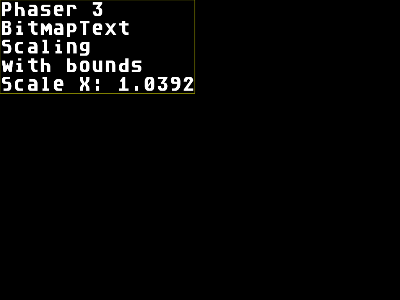 Phaser 3
BitmapText
Scaling
with bounds
Scale X: 1.0392